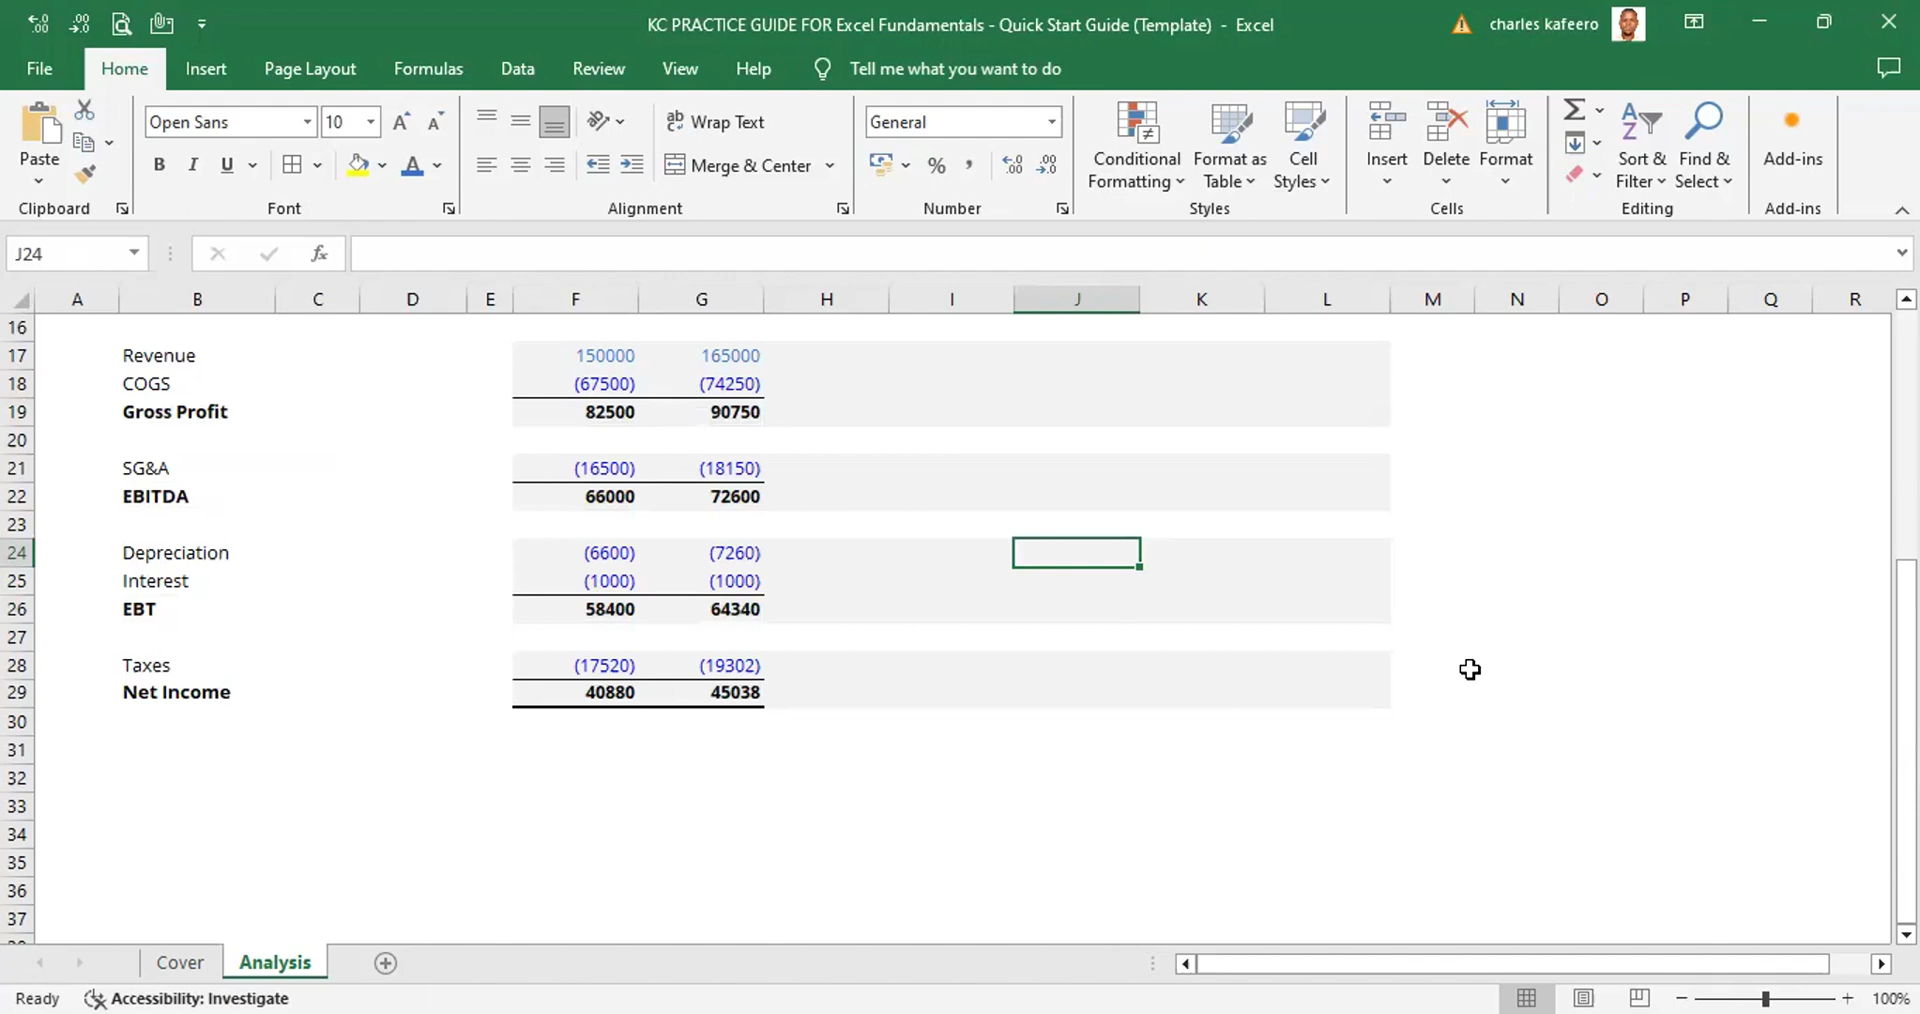 KC PRACTICE GUIDE FOR Excel Fundamentals - Quick Start Guide (Template) - Excel
charles kafeero
File Home Insert Page Layout Formulas Data Review View Help Tell me what you want to do
Paste
Clipboard
Open Sans 10
B I U A
Font
Wrap Text
Merge & Center
Alignment
General
%
Number
Conditional Formatting
Format as Table
Cell Styles
Styles
Insert
Delete
Format
Cells
Sort & Filter
Find & Select
Editing
Add-ins
Add-ins
J24
fx
A B C D E F G H I J K L M N O P Q R
16
17 Revenue 150000 165000
18 COGS (67500) (74250)
19 Gross Profit 82500 90750
20
21 SG&A (16500) (18150)
22 EBITDA 66000 72600
23
24 Depreciation (6600) (7260)
25 Interest (1000) (1000)
26 EBT 58400 64340
27
28 Taxes (17520) (19302)
29 Net Income 40880 45038
30
31
32
33
34
35
36
37
Cover Analysis
Ready Accessibility: Investigate
100%